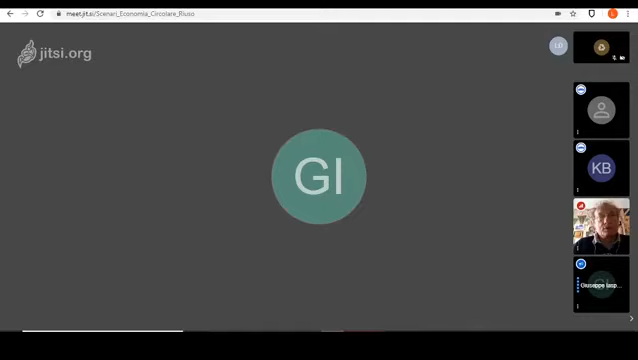 meet.jit.si/Scenari_Economia_Circolare_Riuso
L
jitsi.org
LD
GI
KB